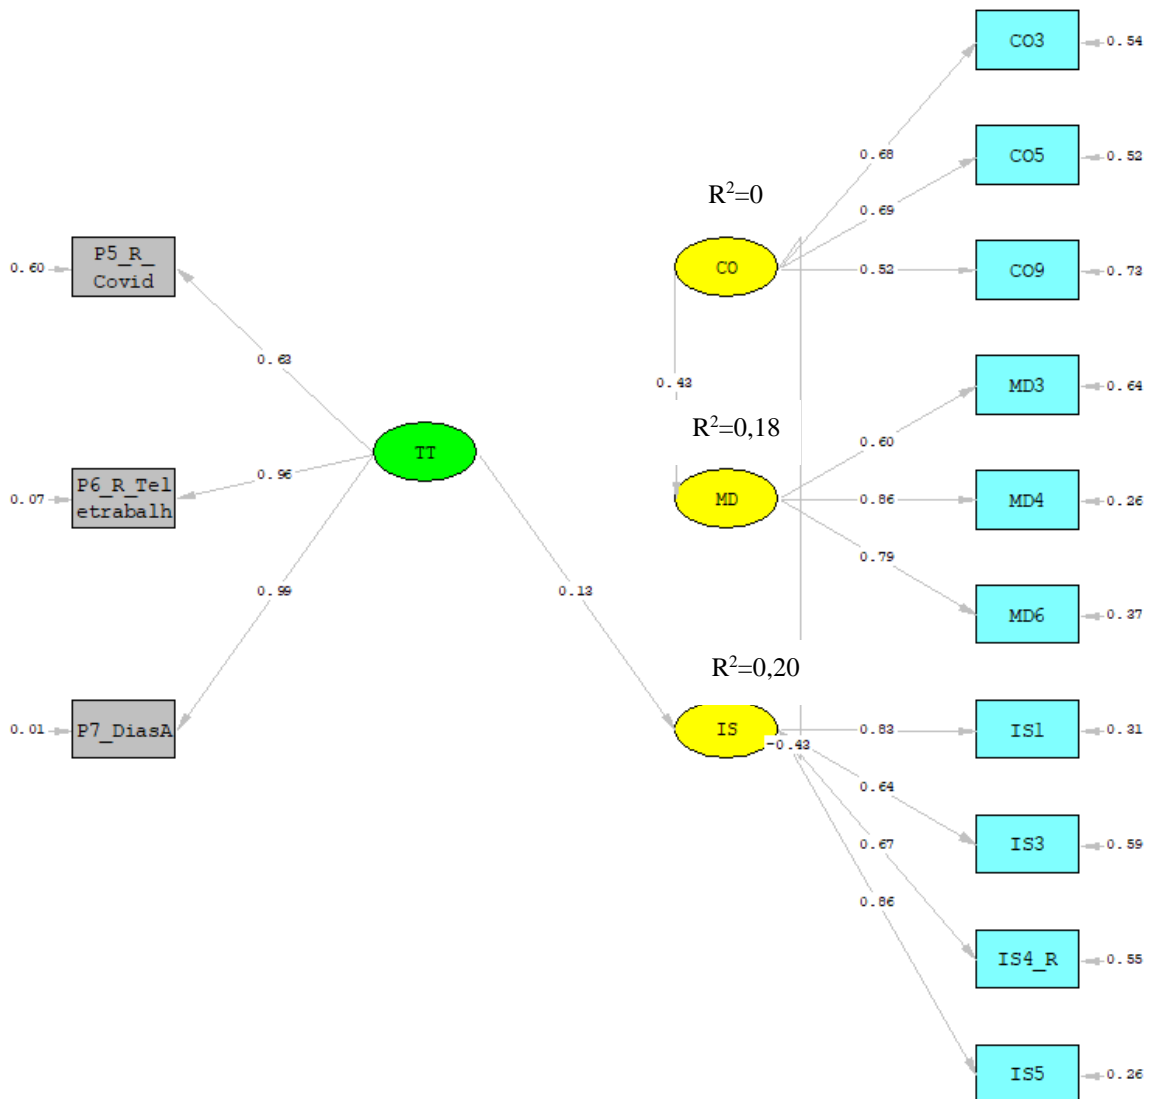 CO3
0.54
0.68
CO5
0.52
R²=0
0.69
P5_R_
Covid
0.60
CO
0.52
CO9
0.73
0.63
0.43
MD3
0.64
R²=0,18
0.60
TT
0.96
P6_R_Tel
etrabalh
0.07
MD
0.86
MD4
0.26
0.79
0.99
0.13
MD6
0.37
R²=0,20
P7_DiasA
0.01
IS
-0.43
0.83
IS1
0.31
0.64
IS3
0.59
0.67
0.86
IS4_R
0.55
IS5
0.26